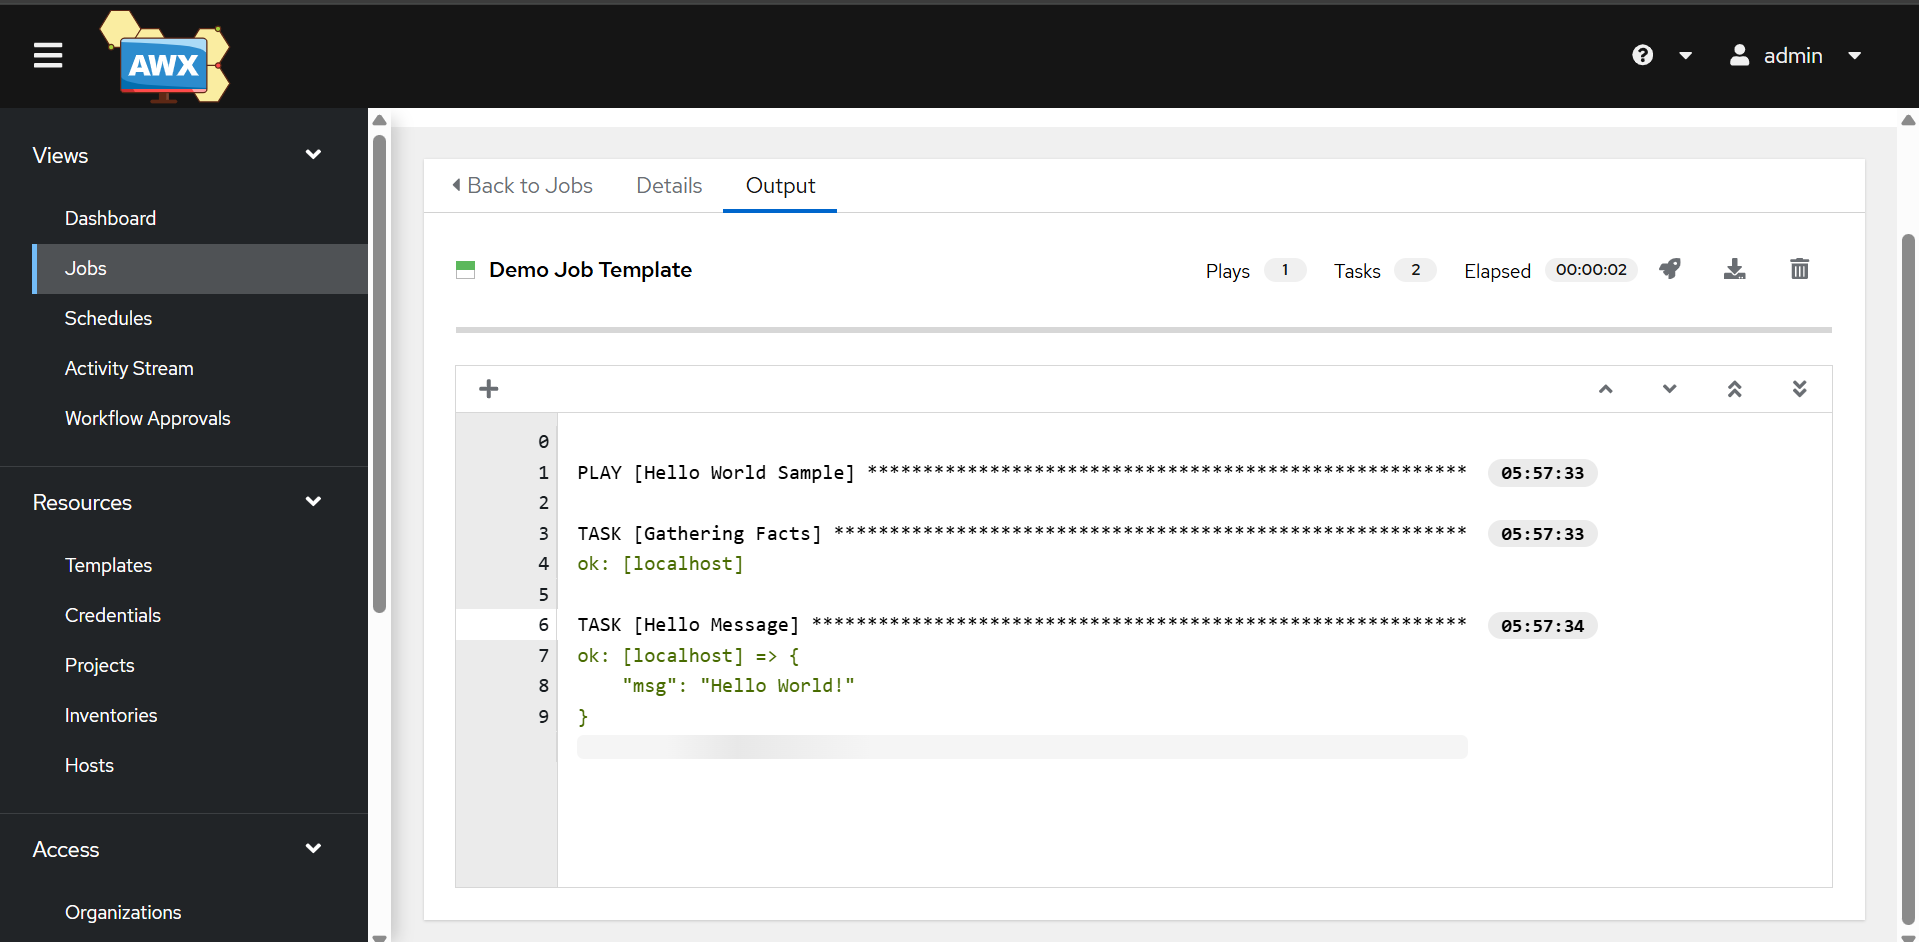 AWX
admin
Views
Dashboard
Jobs
Schedules
Activity Stream
Workflow Approvals
Resources
Templates
Credentials
Projects
Inventories
Hosts
Access
Organizations
Back to Jobs Details Output
Demo Job Template Plays 1 Tasks 2 Elapsed 00:00:02
0
1 PLAY [Hello World Sample] ****************************************************** 05:57:33
2
3 TASK [Gathering Facts] ********************************************************* 05:57:33
4 ok: [localhost]
5
6 TASK [Hello Message] *********************************************************** 05:57:34
7 ok: [localhost] => {
8     "msg": "Hello World!"
9 }